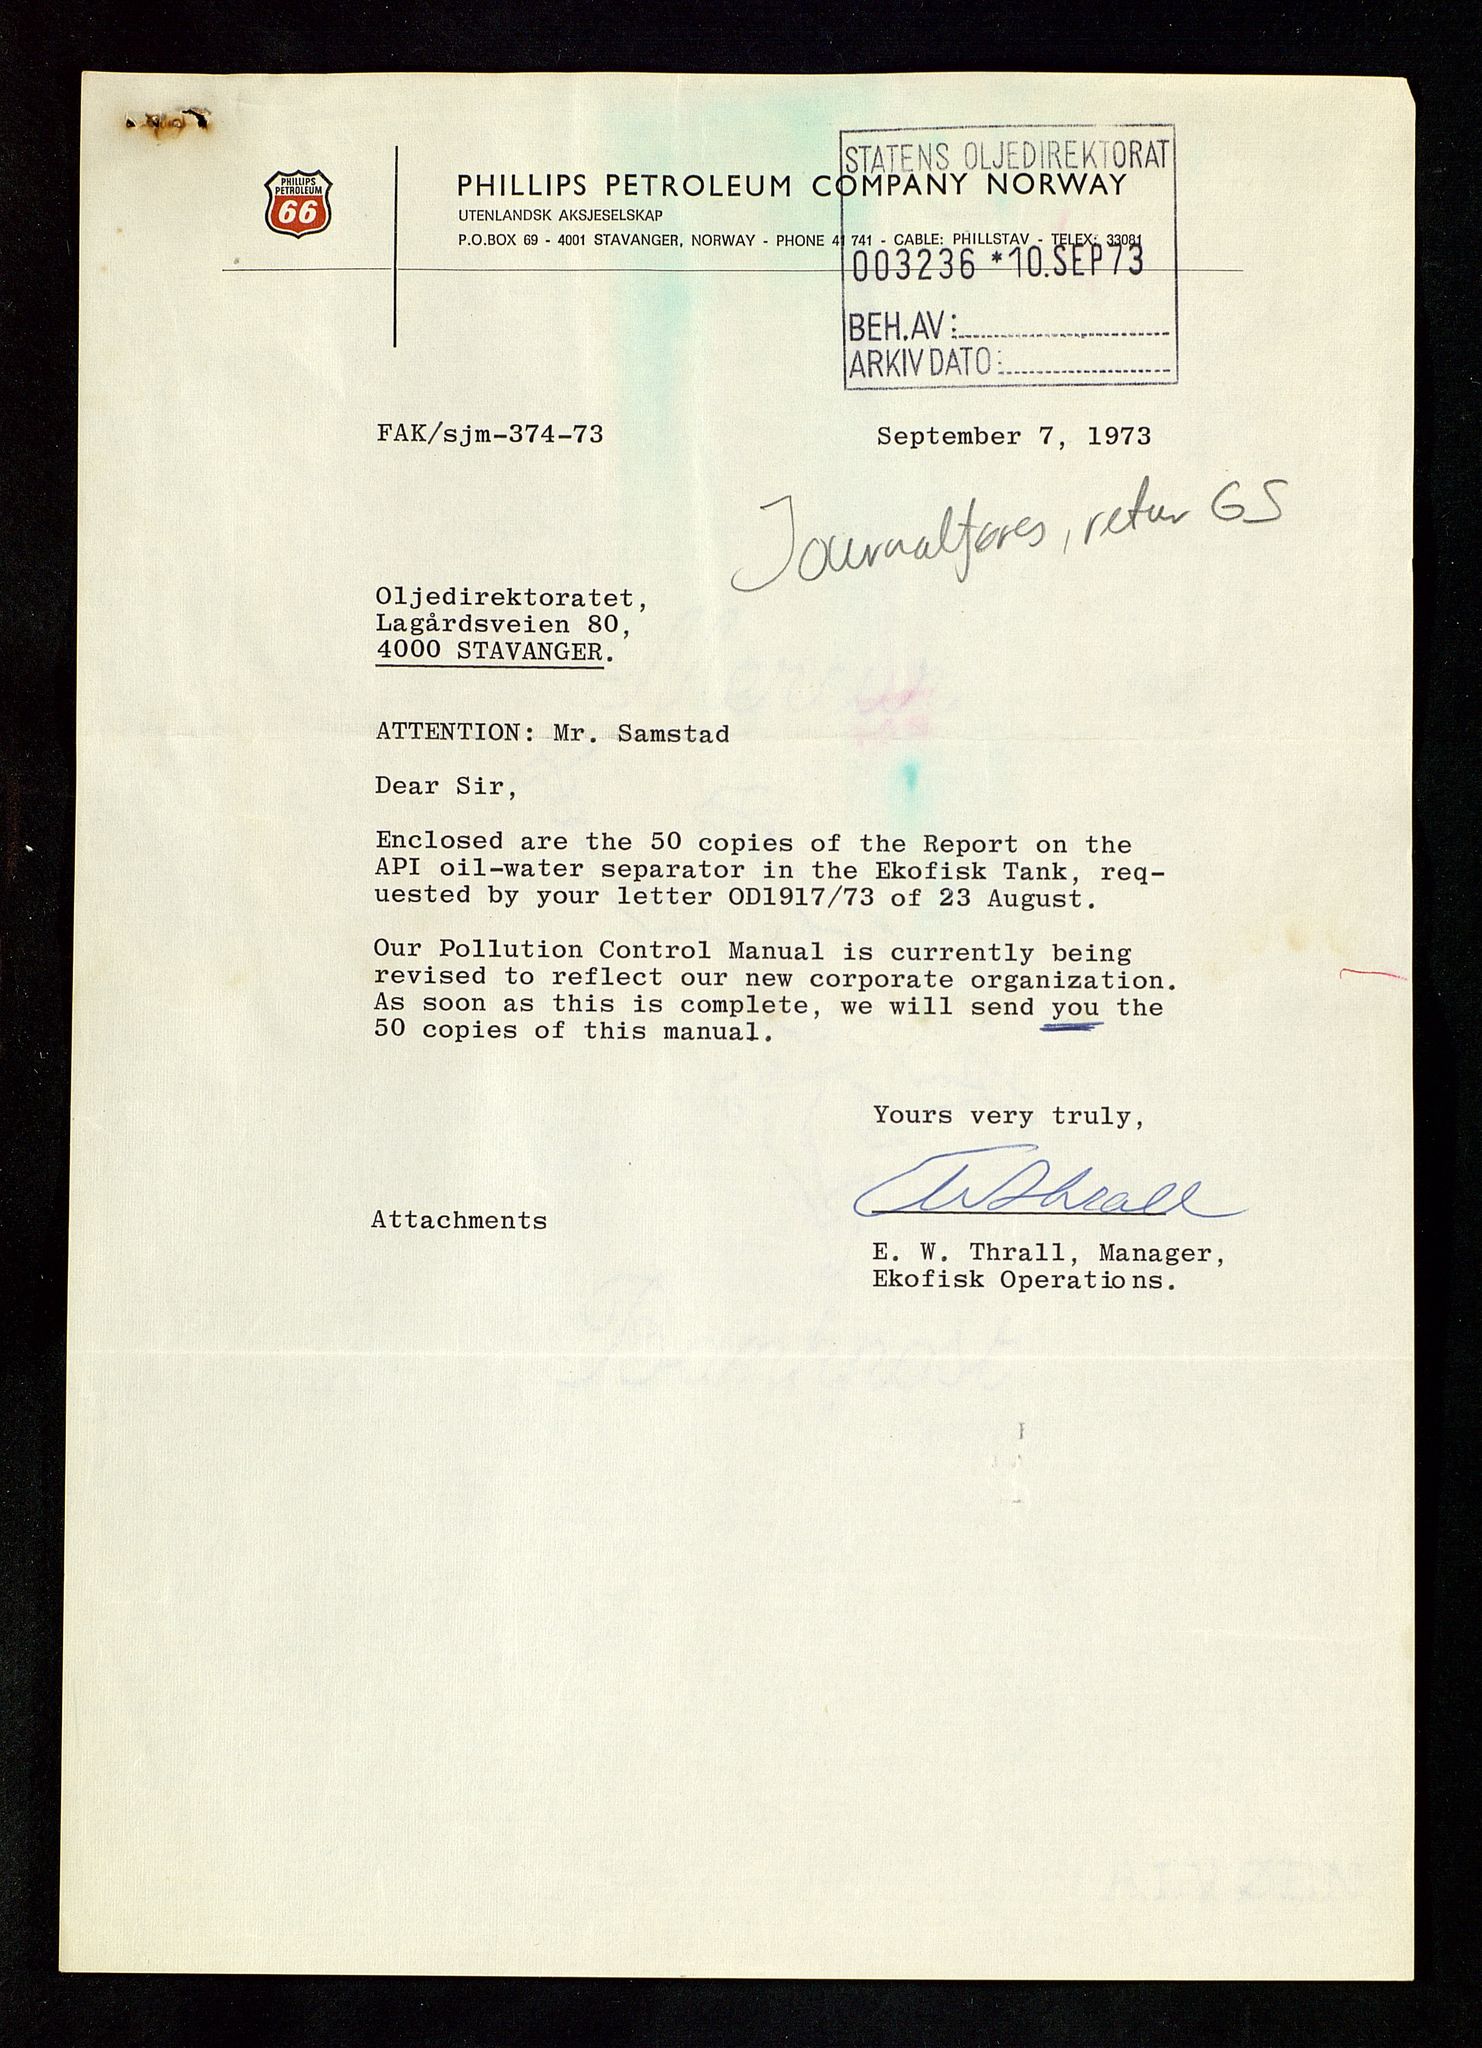 PHILLIPS
PETROLEUM
66
PHILLIPS PETROLEUM COMPANY NORWAY
UTENLANDSK AKSJESELSKAP
P.O.BOX 69 - 4001 STAVANGER, NORWAY - PHONE 41 741 - CABLE: PHILLSTAV - TELEX: 33081
STATENS OLJEDIREKTORAT
003236 *10.SEP73
BEH.AV:
ARKIVDATO:
FAK/sjm-374-73
September 7, 1973
Journalføres, retur GS
Oljedirektoratet,
Lagårdsveien 80,
4000 STAVANGER.
ATTENTION: Mr. Samstad
Dear Sir,
Enclosed are the 50 copies of the Report on the
API oil-water separator in the Ekofisk Tank, req-
uested by your letter OD1917/73 of 23 August.
Our Pollution Control Manual is currently being
revised to reflect our new corporate organization.
As soon as this is complete, we will send you the
50 copies of this manual.
Yours very truly,
EWThrall
Attachments
E. W. Thrall, Manager,
Ekofisk Operations.